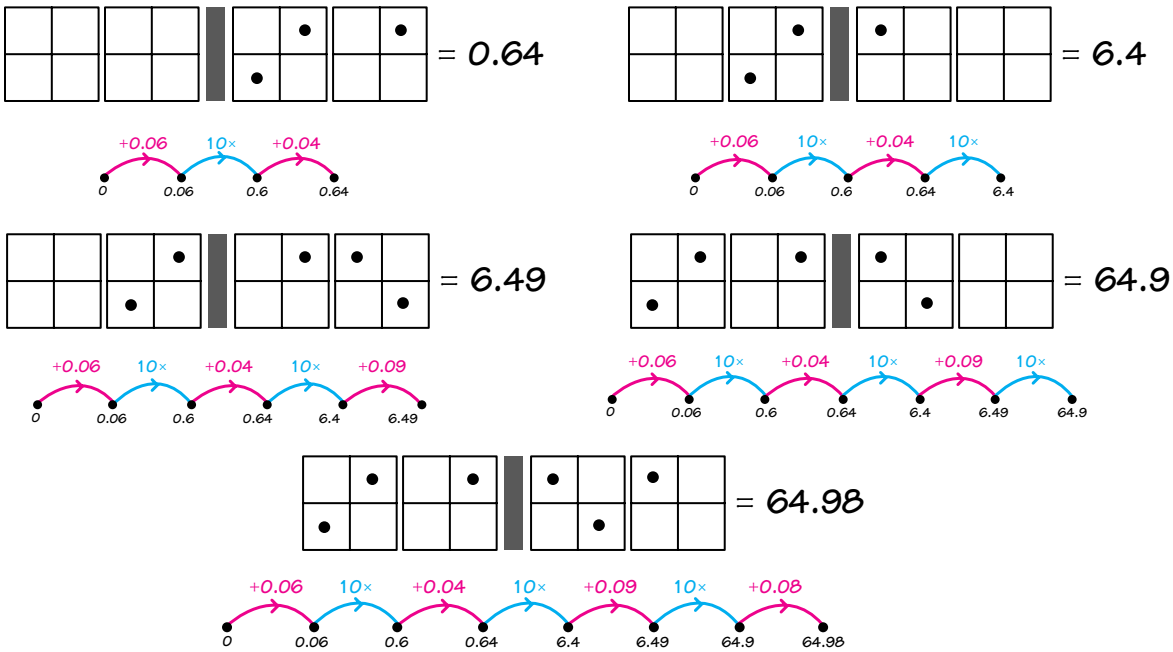 = 0.64
+0.06 10× +0.04
0 0.06 0.6 0.64
= 6.4
+0.06 10× +0.04 10×
0 0.06 0.6 0.64 6.4
= 6.49
+0.06 10× +0.04 10× +0.09
0 0.06 0.6 0.64 6.4 6.49
= 64.9
+0.06 10× +0.04 10× +0.09 10×
0 0.06 0.6 0.64 6.4 6.49 64.9
= 64.98
+0.06 10× +0.04 10× +0.09 10× +0.08
0 0.06 0.6 0.64 6.4 6.49 64.9 64.98